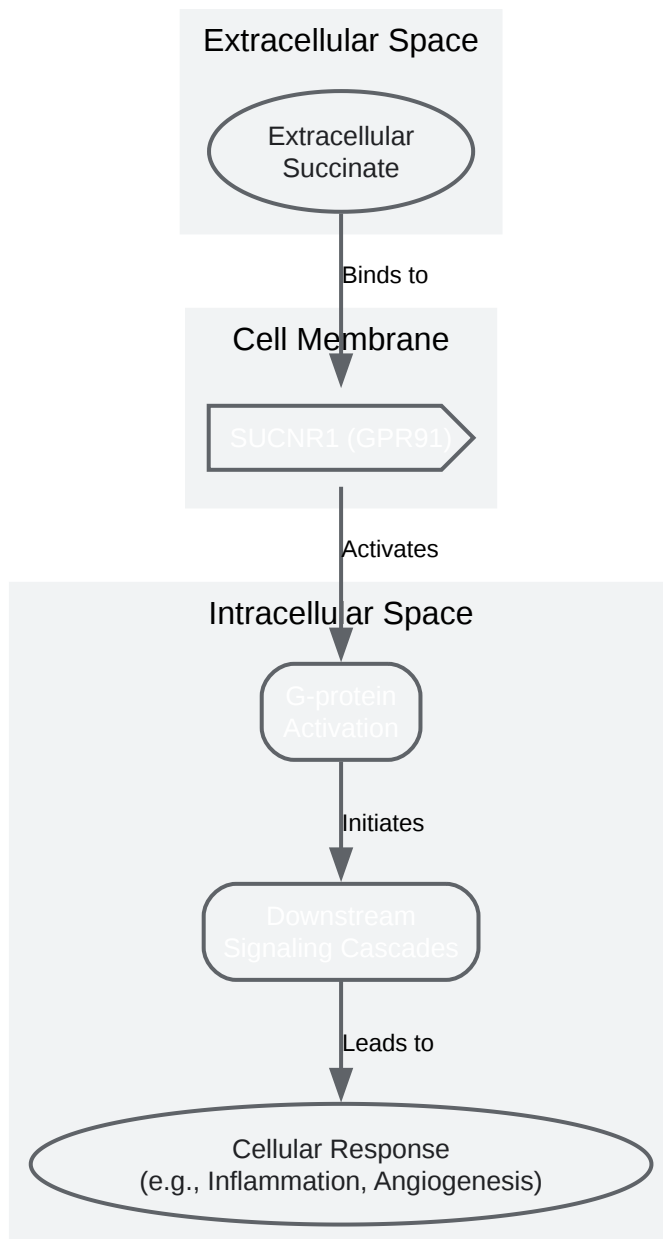 Extracellular Space
Extracellular
Succinate
Binds to
Cell Membrane
SUCNR1 (GPR91)
Activates
Intracellular Space
G-protein
Activation
Initiates
Downstream
Signaling Cascades
Leads to
Cellular Response
(e.g., Inflammation, Angiogenesis)